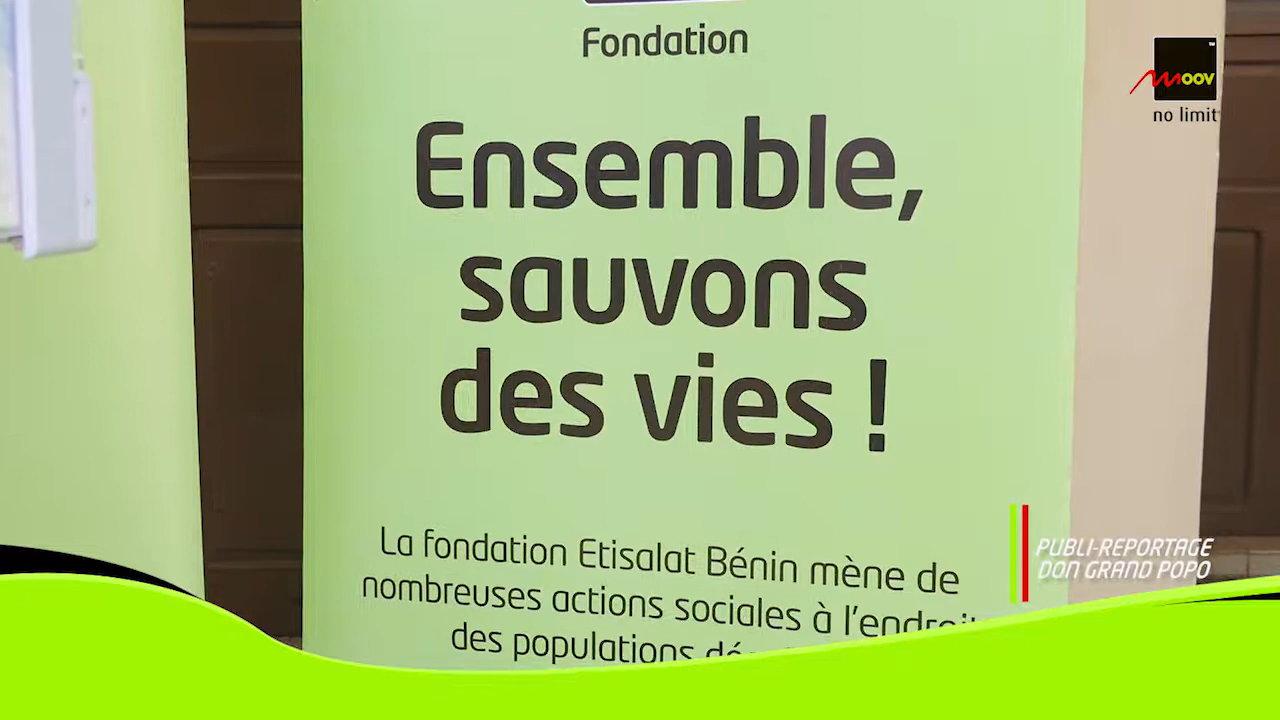 Fondation
Ensemble,
sauvons
des vies !
La fondation Etisalat Bénin mène de
nombreuses actions sociales à l'endroit
des populations
MOOV
no limit
PUBLI-REPORTAGE
DON GRAND POPO